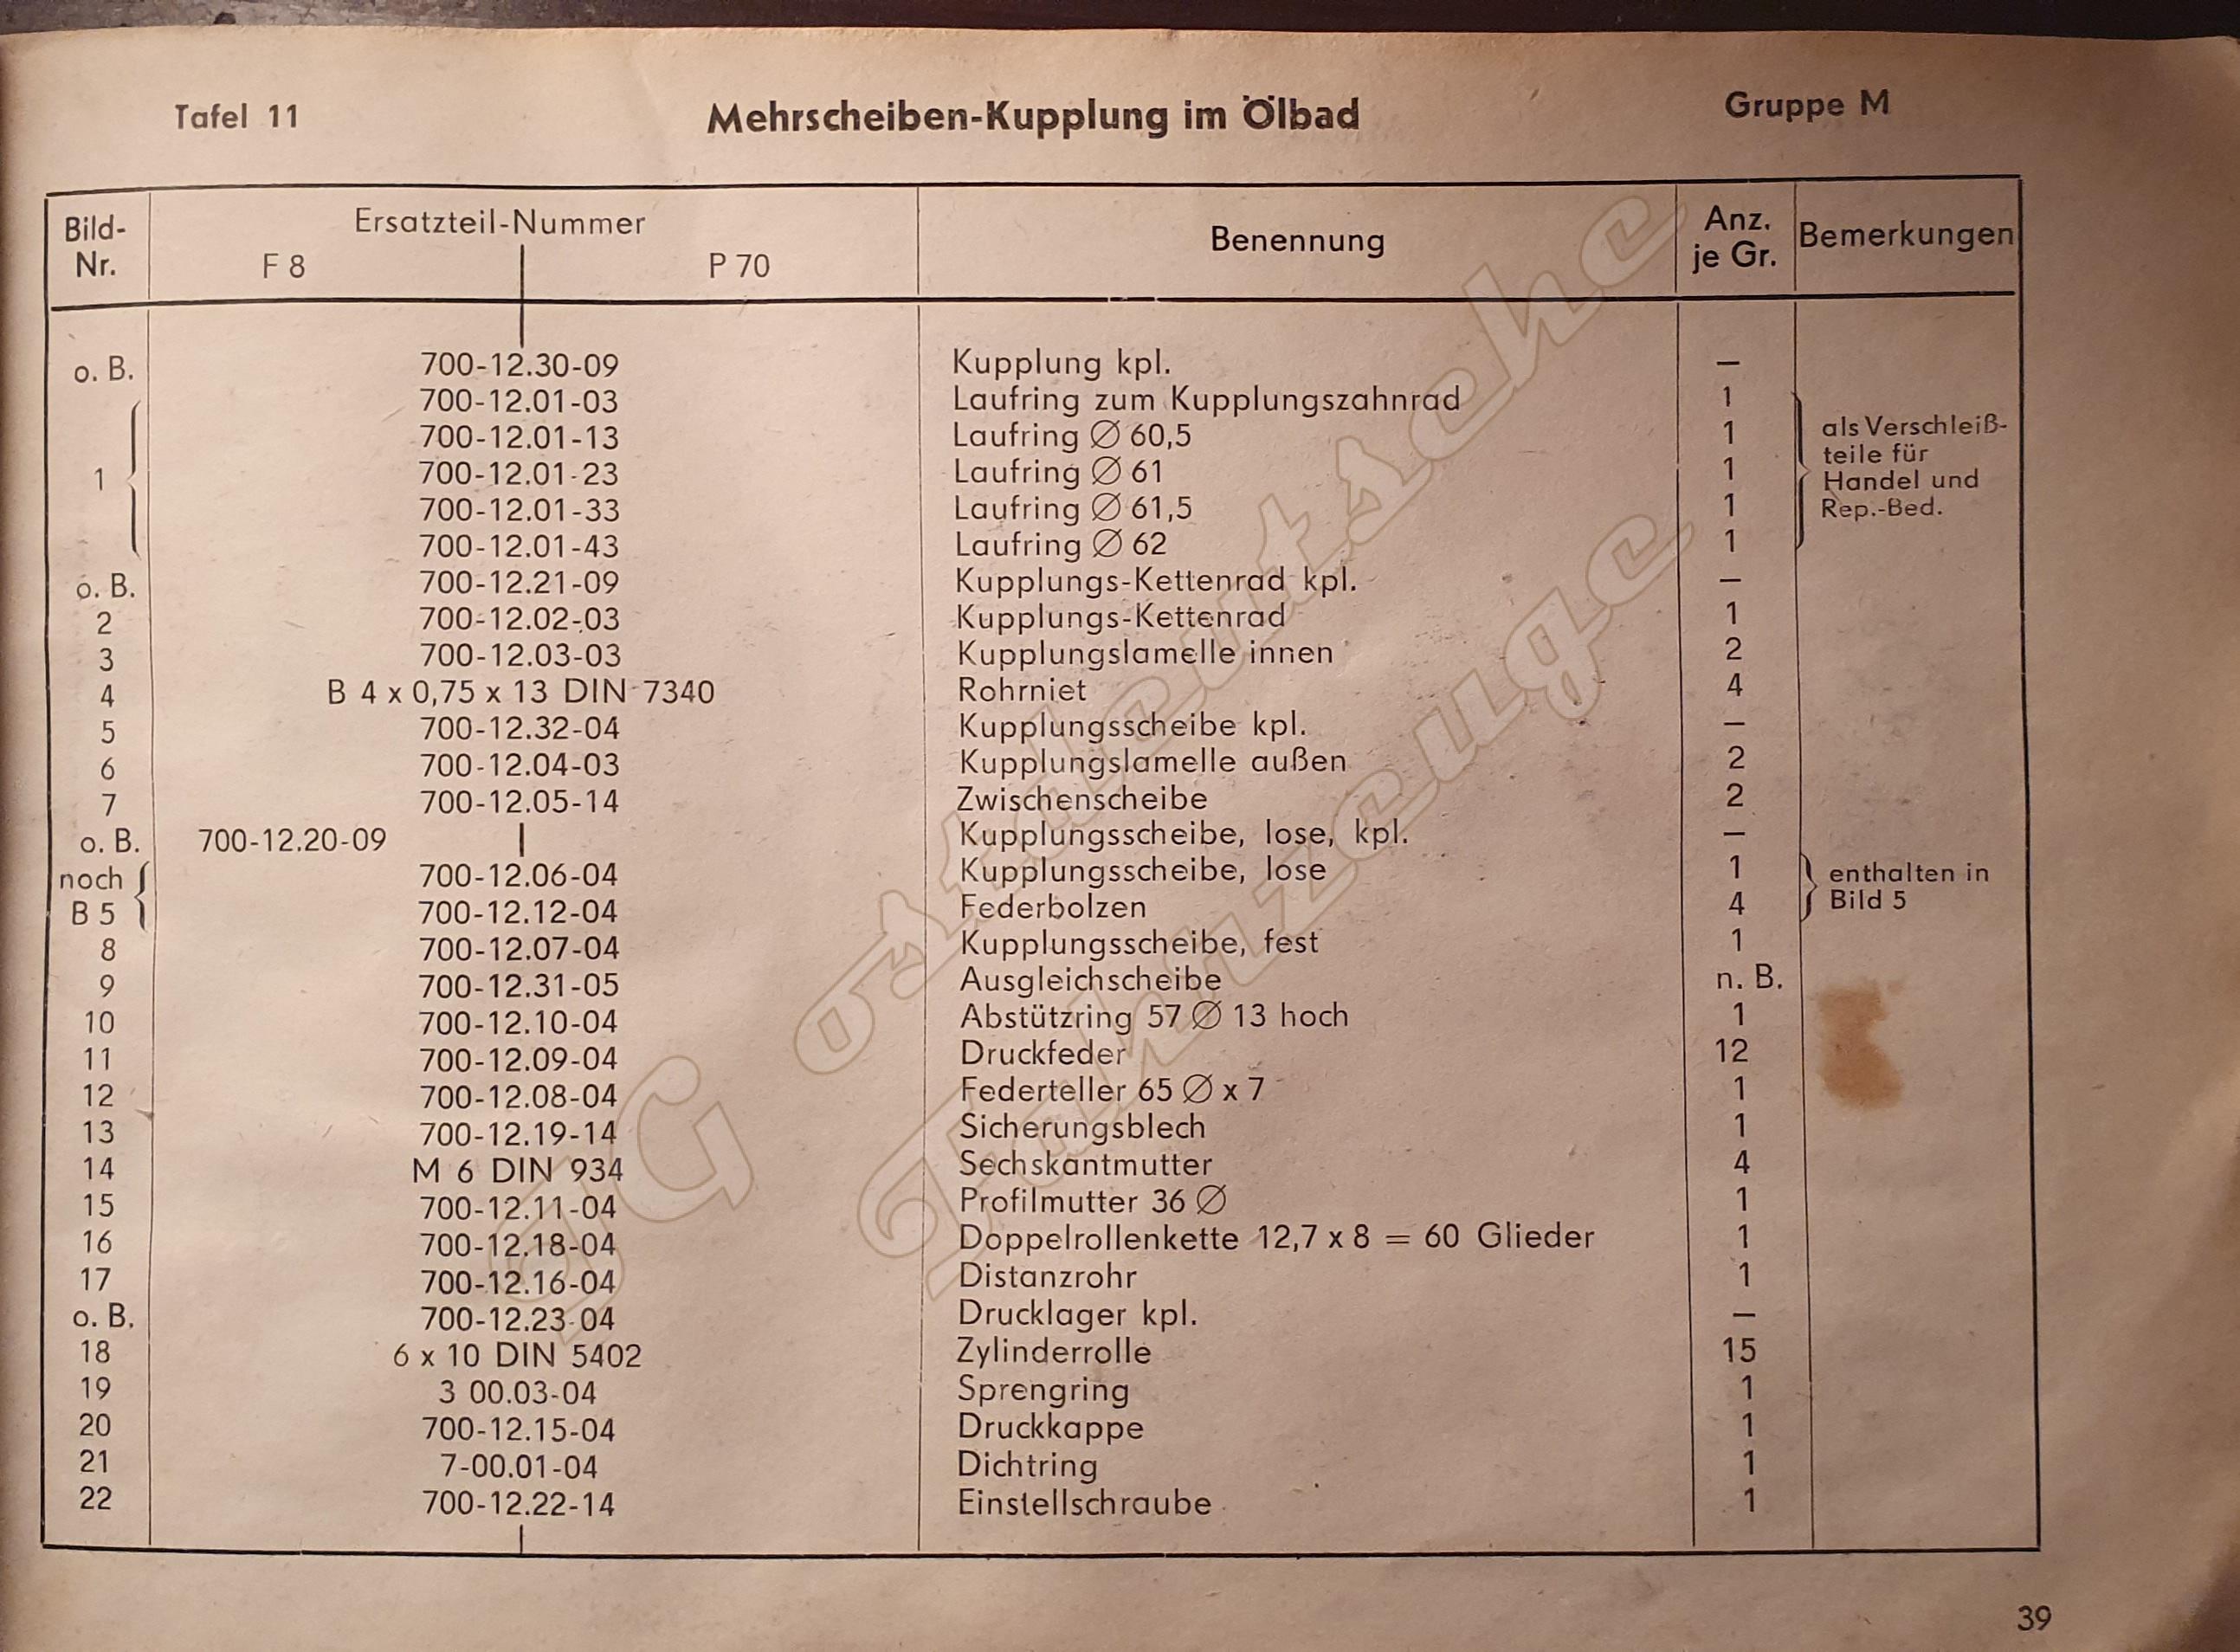 Tafel 11 Mehrscheiben-Kupplung im Ölbad Gruppe M
Bild-Nr. Ersatzteil-Nummer F 8 P 70 Benennung Anz. je Gr. Bemerkungen
o. B. 700-12.30-09 Kupplung kpl. —
700-12.01-03 Laufring zum Kupplungszahnrad 1
700-12.01-13 Laufring ∅ 60,5 1 als Verschleiß-
1 700-12.01-23 Laufring ∅ 61 1 teile für Handel und
700-12.01-33 Laufring ∅ 61,5 1 Rep.-Bed.
700-12.01-43 Laufring ∅ 62 1
o. B. 700-12.21-09 Kupplungs-Kettenrad kpl. —
2 700-12.02-03 Kupplungs-Kettenrad 1
3 700-12.03-03 Kupplungslamelle innen 2
4 B 4 x 0,75 x 13 DIN 7340 Rohrniet 4
5 700-12.32-04 Kupplungsscheibe kpl. —
6 700-12.04-03 Kupplungslamelle außen 2
7 700-12.05-14 Zwischenscheibe 2
o. B. 700-12.20-09 Kupplungsscheibe, lose, kpl. —
noch 700-12.06-04 Kupplungsscheibe, lose 1 enthalten in
B 5 700-12.12-04 Federbolzen 4 Bild 5
8 700-12.07-04 Kupplungsscheibe, fest 1
9 700-12.31-05 Ausgleichscheibe n. B.
10 700-12.10-04 Abstützring 57 ∅ 13 hoch 1
11 700-12.09-04 Druckfeder 12
12 700-12.08-04 Federteller 65 ∅ x 7 1
13 700-12.19-14 Sicherungsblech 1
14 M 6 DIN 934 Sechskantmutter 4
15 700-12.11-04 Profilmutter 36 ∅ 1
16 700-12.18-04 Doppelrollenkette 12,7 x 8 = 60 Glieder 1
17 700-12.16-04 Distanzrohr 1
o. B. 700-12.23-04 Drucklager kpl. —
18 6 x 10 DIN 5402 Zylinderrolle 15
19 3 00.03-04 Sprengring 1
20 700-12.15-04 Druckkappe 1
21 7-00.01-04 Dichtring 1
22 700-12.22-14 Einstellschraube 1
39
IG ostdeutsche
Fahrzeuge